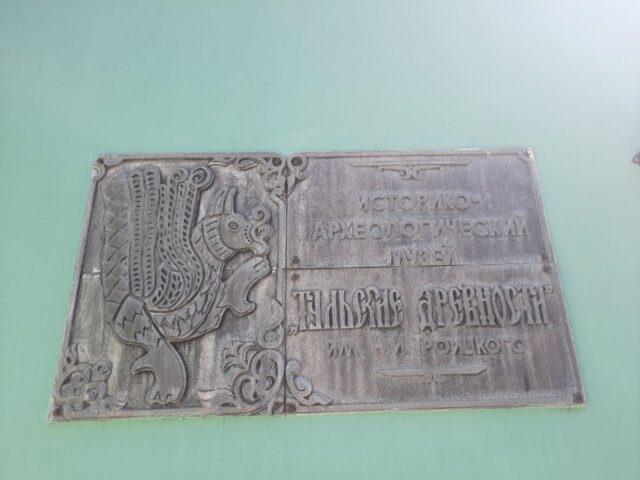 ИСТОРИКО-
АРХЕОЛОГИЧЕСКИЙ
МУЗЕЙ
„ТУЛЬСКИЕ ДРЕВНОСТИ”
ИМ. Н.И. ТРОИЦКОГО